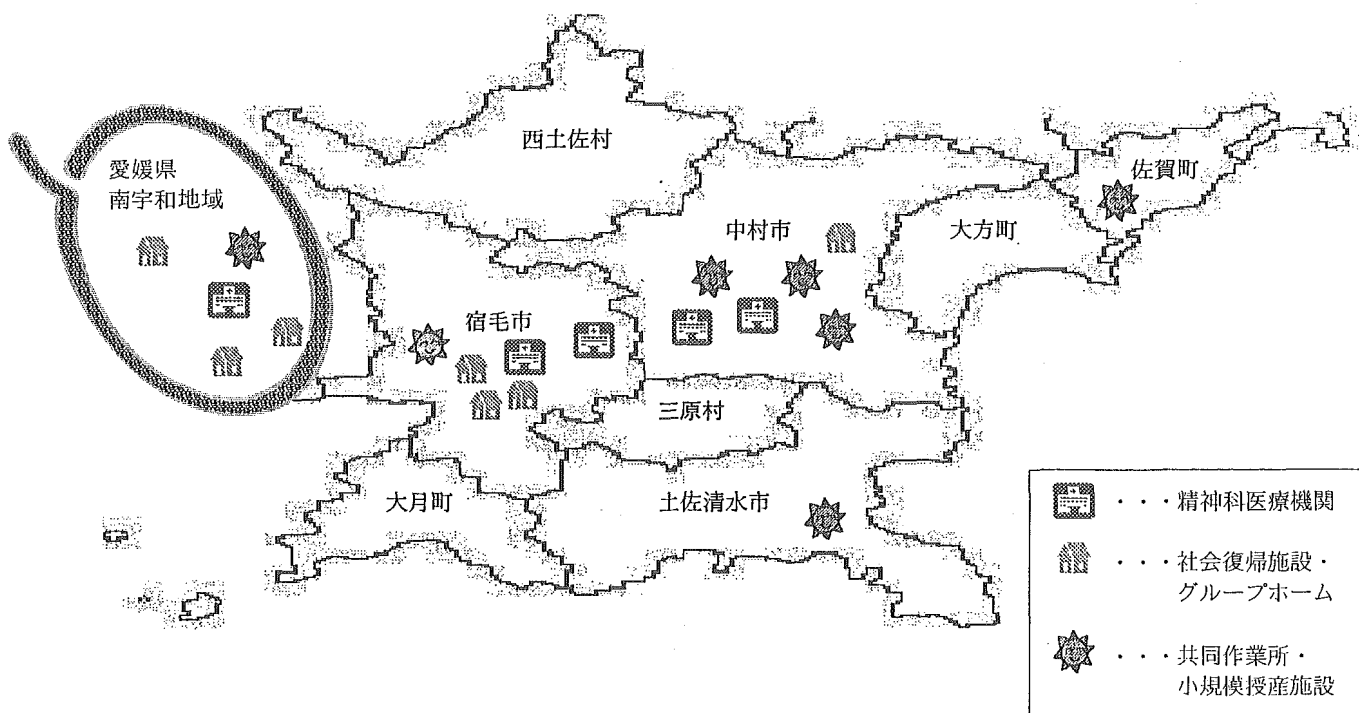 西土佐村
愛媛県
南宇和地域
佐賀町
中村市
大方町
宿毛市
三原村
大月町
土佐清水市
・・・精神科医療機関
・・・社会復帰施設・
グループホーム
・・・共同作業所・
小規模授産施設